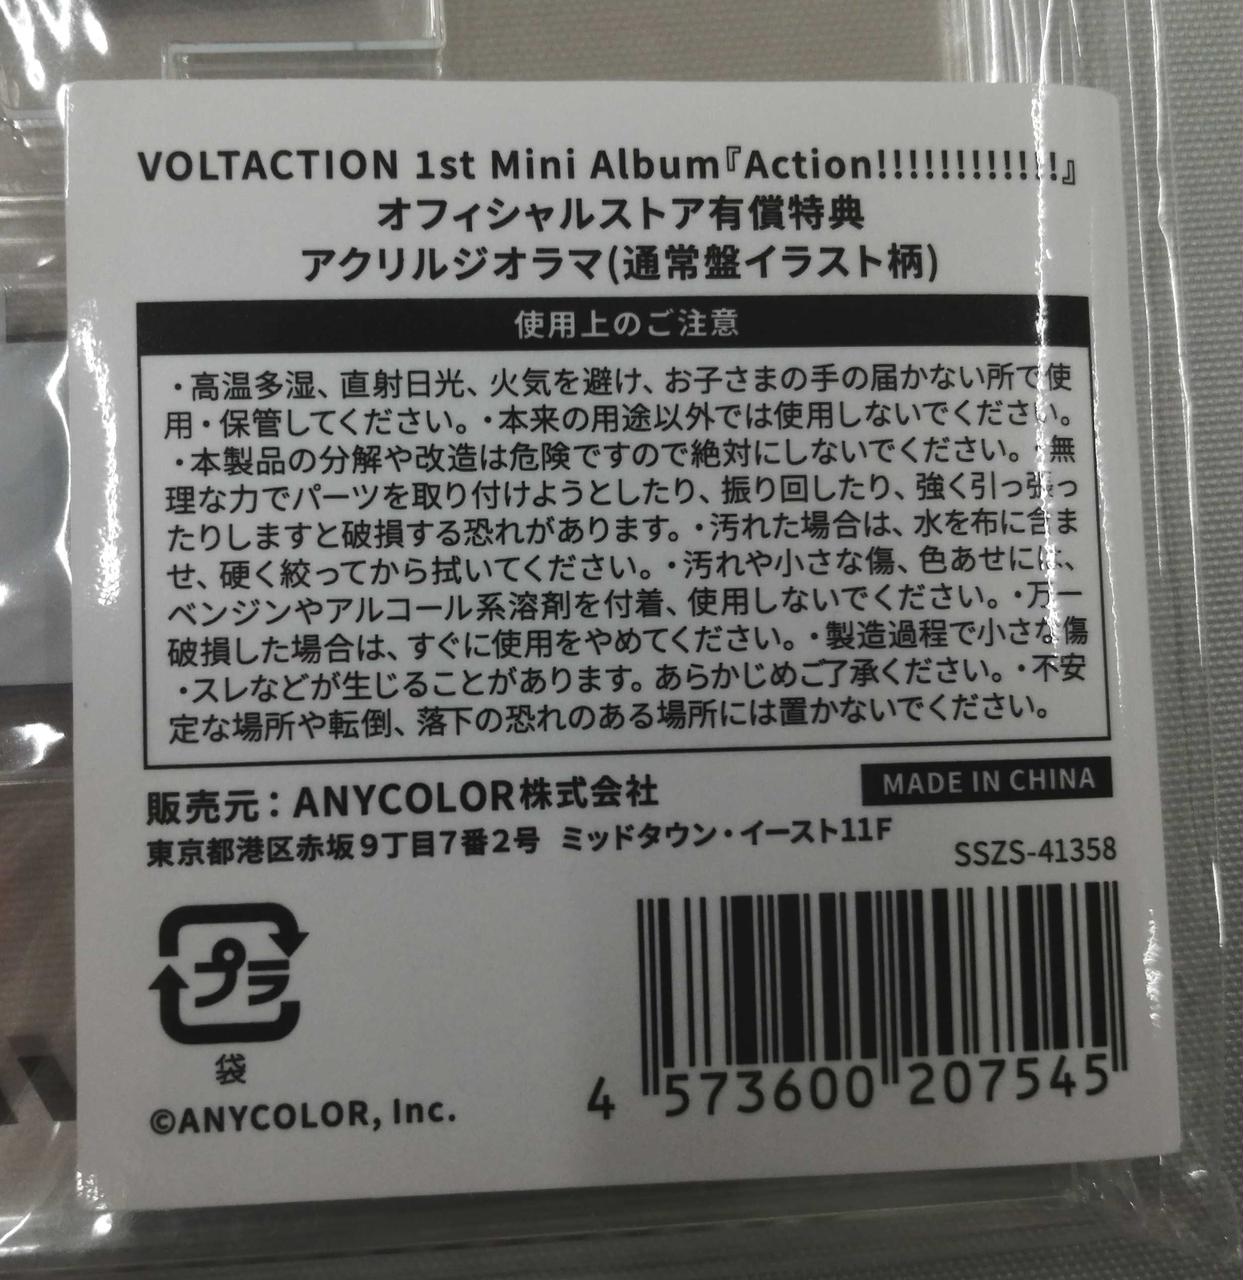 VOLTACTION 1st Mini Album『Action!!!!!!!!!!!!』
オフィシャルストア有償特典
アクリルジオラマ(通常盤イラスト柄)
使用上のご注意
・高温多湿、直射日光、火気を避け、お子さまの手の届かない所で使
用・保管してください。・本来の用途以外では使用しないでください。
・本製品の分解や改造は危険ですので絶対にしないでください。・無
理な力でパーツを取り付けようとしたり、振り回したり、強く引っ張っ
たりしますと破損する恐れがあります。・汚れた場合は、水を布に含ま
せ、硬く絞ってから拭いてください。・汚れや小さな傷、色あせには、
ベンジンやアルコール系溶剤を付着、使用しないでください。・万一
破損した場合は、すぐに使用をやめてください。・製造過程で小さな傷
・スレなどが生じることがあります。あらかじめご了承ください。・不安
定な場所や転倒、落下の恐れのある場所には置かないでください。
販売元：ANYCOLOR株式会社
MADE IN CHINA
東京都港区赤坂9丁目7番2号 ミッドタウン・イースト11F
SSZS-41358
プラ
袋
©ANYCOLOR, Inc.
4 573600 207545